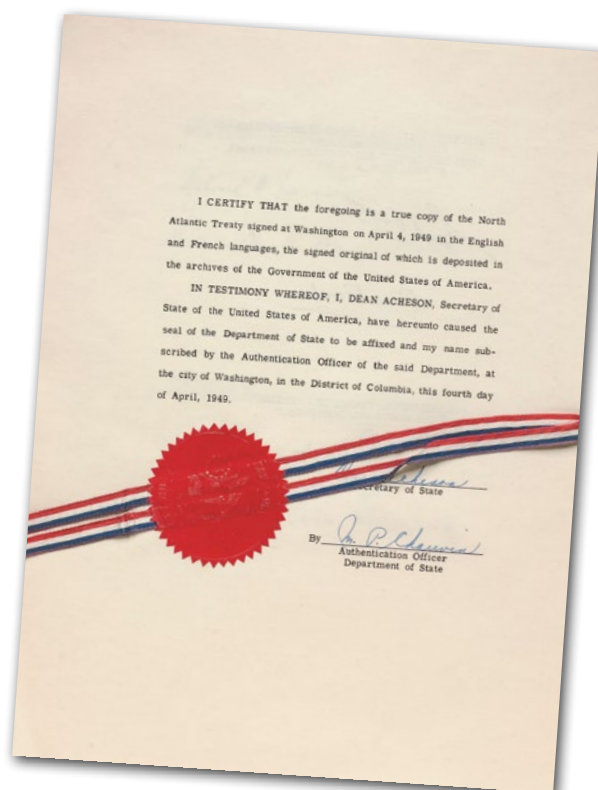 I CERTIFY THAT the foregoing is a true copy of the North
Atlantic Treaty signed at Washington on April 4, 1949 in the English
and French languages, the signed original of which is deposited in
the archives of the Government of the United States of America.
IN TESTIMONY WHEREOF, I, DEAN ACHESON, Secretary of
State of the United States of America, have hereunto caused the
seal of the Department of State to be affixed and my name sub-
scribed by the Authentication Officer of the said Department, at
the city of Washington, in the District of Columbia, this fourth day
of April, 1949.
of State
By M. P. Chauvin
Authentication Officer
Department of State